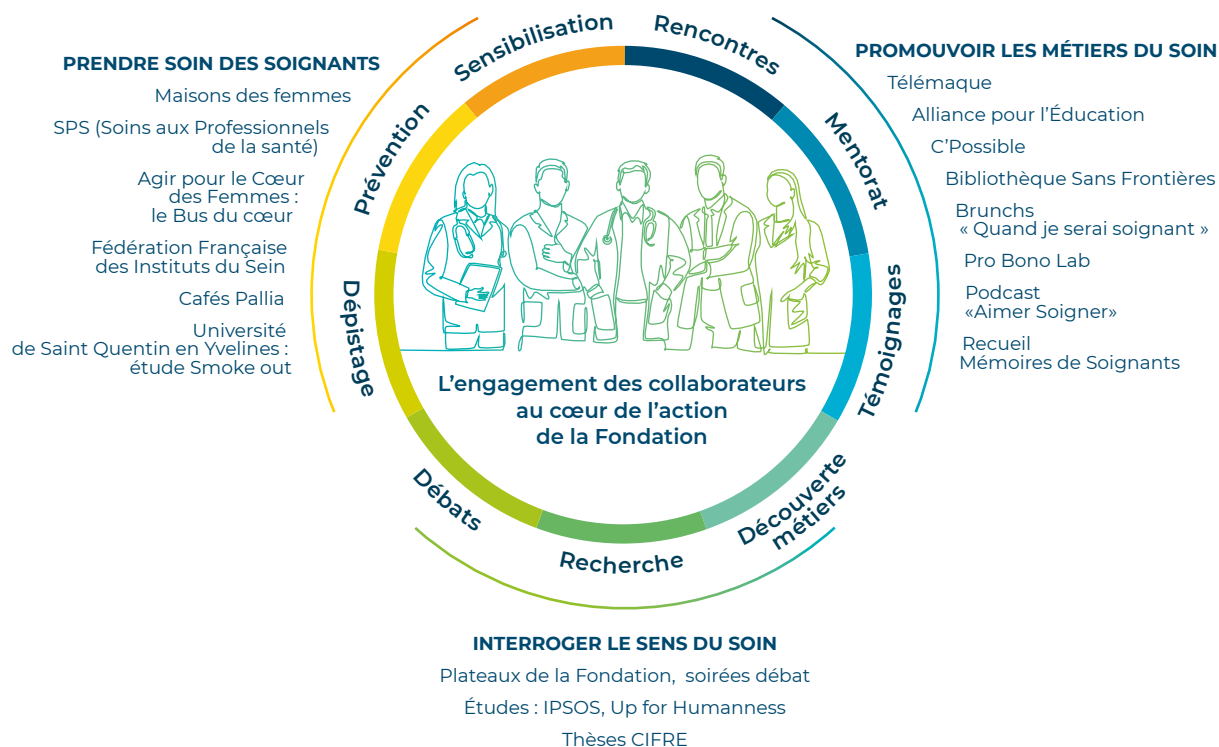 Sensibilisation
Rencontres
Mentorat
Témoignages
Découverte
métiers
Recherche
Débats
Dépistage
Prévention
PRENDRE SOIN DES SOIGNANTS
Maisons des femmes
SPS (Soins aux Professionnels
de la santé)
Agir pour le Cœur
des Femmes :
le Bus du cœur
Fédération Française
des Instituts du Sein
Cafés Pallia
Université
de Saint Quentin en Yvelines :
étude Smoke out
PROMOUVOIR LES MÉTIERS DU SOIN
Télémaque
Alliance pour l'Éducation
C'Possible
Bibliothèque Sans Frontières
Brunchs
« Quand je serai soignant »
Pro Bono Lab
Podcast
«Aimer Soigner»
Recueil
Mémoires de Soignants
L'engagement des collaborateurs
au cœur de l'action
de la Fondation
INTERROGER LE SENS DU SOIN
Plateaux de la Fondation, soirées débat
Études : IPSOS, Up for Humanness
Thèses CIFRE